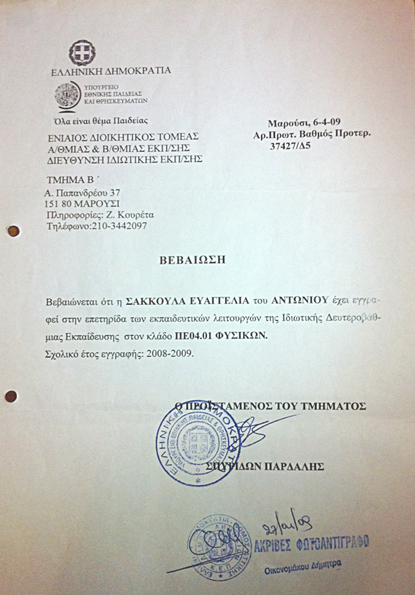 ΕΛΛΗΝΙΚΗ ΔΗΜΟΚΡΑΤΙΑ
ΥΠΟΥΡΓΕΙΟ
ΕΘΝΙΚΗΣ ΠΑΙΔΕΙΑΣ
ΚΑΙ ΘΡΗΣΚΕΥΜΑΤΩΝ
Όλα είναι θέμα Παιδείας
ΕΝΙΑΙΟΣ ΔΙΟΙΚΗΤΙΚΟΣ ΤΟΜΕΑΣ
Α/ΘΜΙΑΣ & Β/ΘΜΙΑΣ ΕΚΠ/ΣΗΣ
ΔΙΕΥΘΥΝΣΗ ΙΔΙΩΤΙΚΗΣ ΕΚΠ/ΣΗΣ
ΤΜΗΜΑ Β΄
Α. Παπανδρέου 37
151 80 ΜΑΡΟΥΣΙ
Πληροφορίες: Ζ. Κουρέτα
Τηλέφωνο:210-3442097
Μαρούσι, 6-4-09
Αρ.Πρωτ. Βαθμός Προτερ.
37427/Δ5
ΒΕΒΑΙΩΣΗ
Βεβαιώνεται ότι η ΣΑΚΚΟΥΛΑ ΕΥΑΓΓΕΛΙΑ του ΑΝΤΩΝΙΟΥ έχει εγγρα-
φεί στην επετηρίδα των εκπαιδευτικών λειτουργών της Ιδιωτικής Δευτεροβάθ-
μιας Εκπαίδευσης στον κλάδο ΠΕ04.01 ΦΥΣΙΚΩΝ.
Σχολικό έτος εγγραφής: 2008-2009.
Ο ΠΡΟΪΣΤΑΜΕΝΟΣ ΤΟΥ ΤΜΗΜΑΤΟΣ
ΕΛΛΗΝΙΚΗ ΔΗΜΟΚΡΑΤΙΑ
ΣΠΥΡΙΔΩΝ ΠΑΡΔΑΛΗΣ
ΑΚΡΙΒΕΣ ΦΩΤΟΑΝΤΙΓΡΑΦΟ
Οικονομάκου Δήμητρα